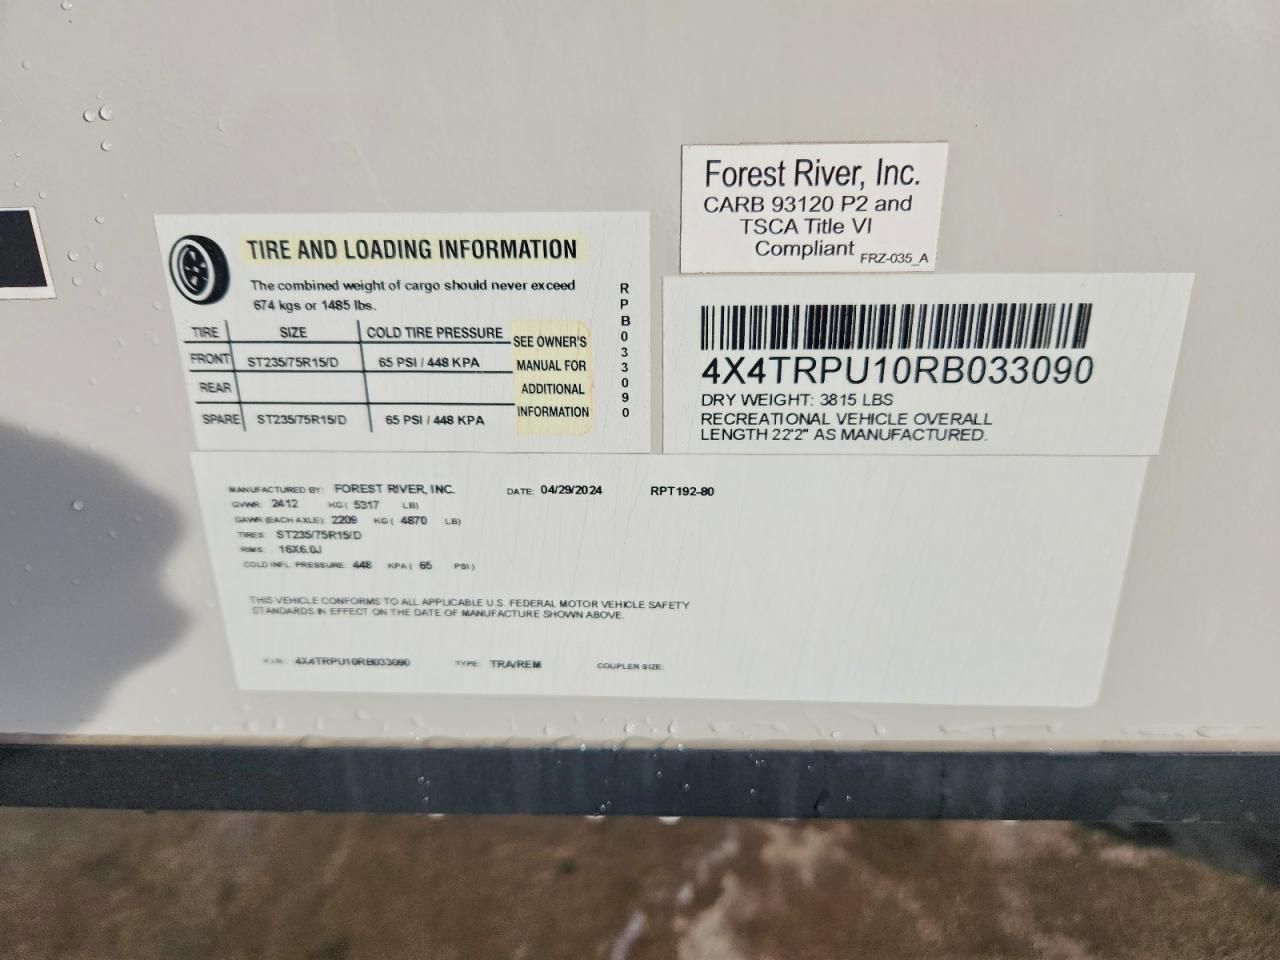 Forest River, Inc.
CARB 93120 P2 and
TSCA Title VI
Compliant FRZ-035_A
TIRE AND LOADING INFORMATION
The combined weight of cargo should never exceed
674 kgs or 1485 lbs.
TIRE SIZE COLD TIRE PRESSURE
FRONT ST235/75R15/D 65 PSI / 448 KPA
REAR
SPARE ST235/75R15/D 65 PSI / 448 KPA
SEE OWNER'S
MANUAL FOR
ADDITIONAL
INFORMATION
RPB033090
4X4TRPU10RB033090
DRY WEIGHT: 3815 LBS
RECREATIONAL VEHICLE OVERALL
LENGTH 22'2" AS MANUFACTURED.
MANUFACTURED BY: FOREST RIVER, INC. DATE: 04/29/2024 RPT192-80
GVWR: 2412 KG ( 5317 LB)
GAWR (EACH AXLE): 2209 KG ( 4870 LB)
TIRES: ST235/75R15/D
RIMS: 16X6.0J
COLD INFL. PRESSURE: 448 KPA ( 65 PSI )
THIS VEHICLE CONFORMS TO ALL APPLICABLE U.S. FEDERAL MOTOR VEHICLE SAFETY
STANDARDS IN EFFECT ON THE DATE OF MANUFACTURE SHOWN ABOVE.
V.I.N.: 4X4TRPU10RB033090 TYPE: TRA/REM COUPLER SIZE: